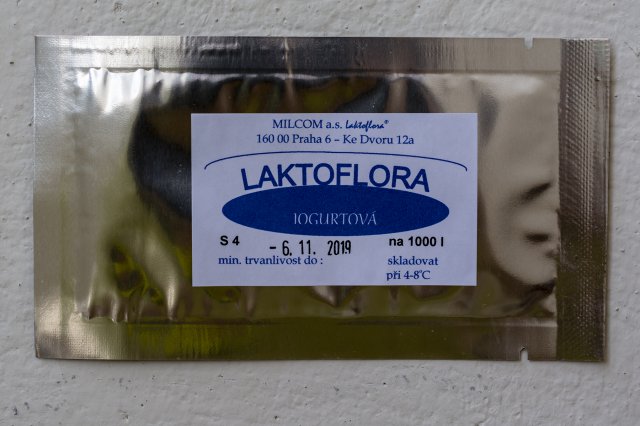 MILCOM a.s. Laktoflora®
160 00 Praha 6 – Ke Dvoru 12a
LAKTOFLORA
JOGURTOVÁ
S 4 - 6. 11. 2019 na 1000 l
min. trvanlivost do : skladovat
při 4-8°C